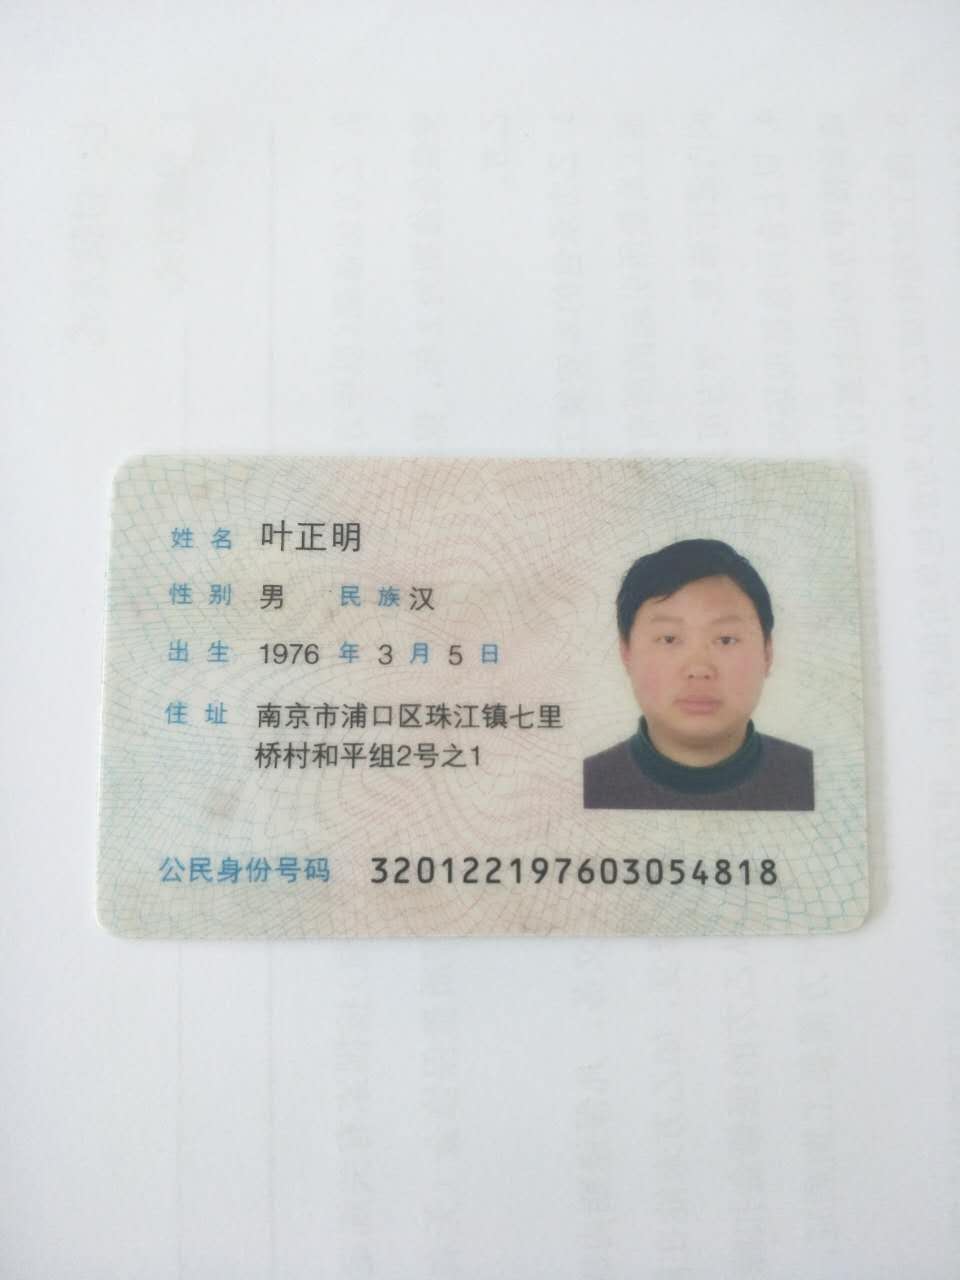 姓名 叶正明
性别 男 民族 汉
出生 1976 年 3 月 5 日
住址 南京市浦口区珠江镇七里
桥村和平组2号之1
公民身份号码 320122197603054818